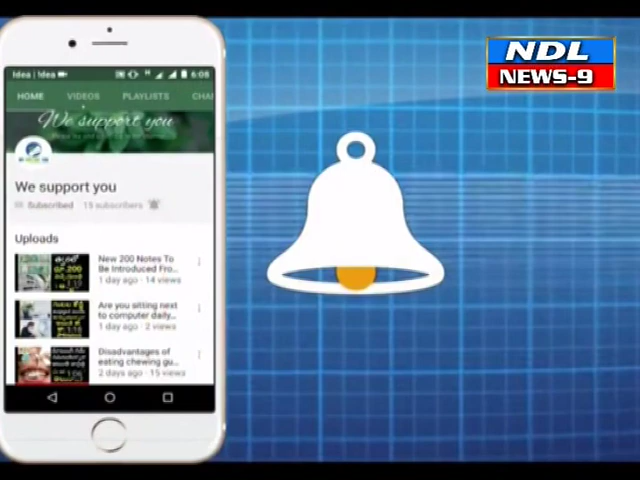 NDL
NEWS-9
Idea | Idea
6:08
HOME VIDEOS PLAYLISTS CHA
We support you
We support you
Subscribed 15 subscribers
Uploads
New 200 Notes To
Be Introduced Fro...
1 day ago · 14 views
Are you sitting next
to computer daily...
1 day ago · 2 views
Disadvantages of
eating chewing gu...
2 days ago · 15 views